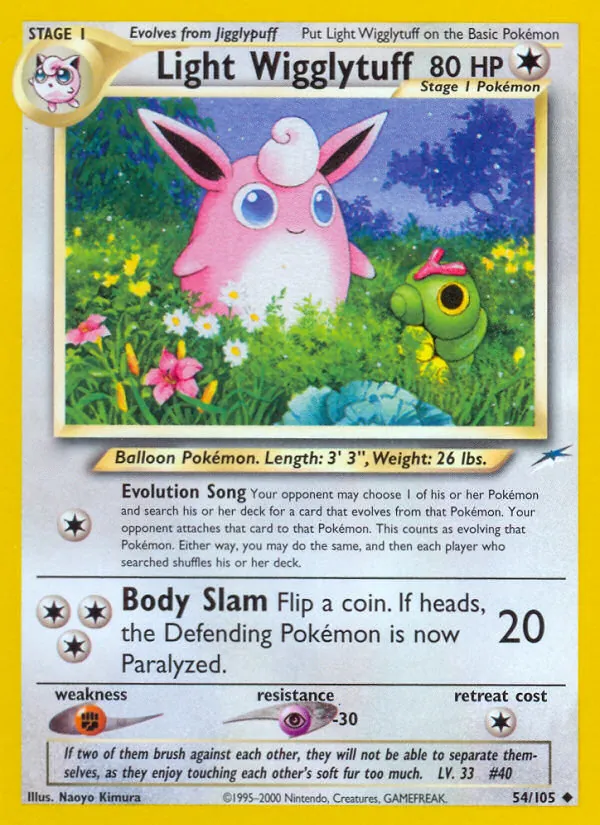 STAGE 1 Evolves from Jigglypuff Put Light Wigglytuff on the Basic Pokémon
Light Wigglytuff 80 HP
Stage 1 Pokémon
Balloon Pokémon. Length: 3' 3", Weight: 26 lbs.
Evolution Song Your opponent may choose 1 of his or her Pokémon
and search his or her deck for a card that evolves from that Pokémon. Your
opponent attaches that card to that Pokémon. This counts as evolving that
Pokémon. Either way, you may do the same, and then each player who
searched shuffles his or her deck.
Body Slam Flip a coin. If heads,
the Defending Pokémon is now
Paralyzed.
20
weakness resistance retreat cost
-30
If two of them brush against each other, they will not be able to separate them-
selves, as they enjoy touching each other's soft fur too much. LV. 33 #40
Illus. Naoyo Kimura ©1995-2000 Nintendo, Creatures, GAMEFREAK. 54/105